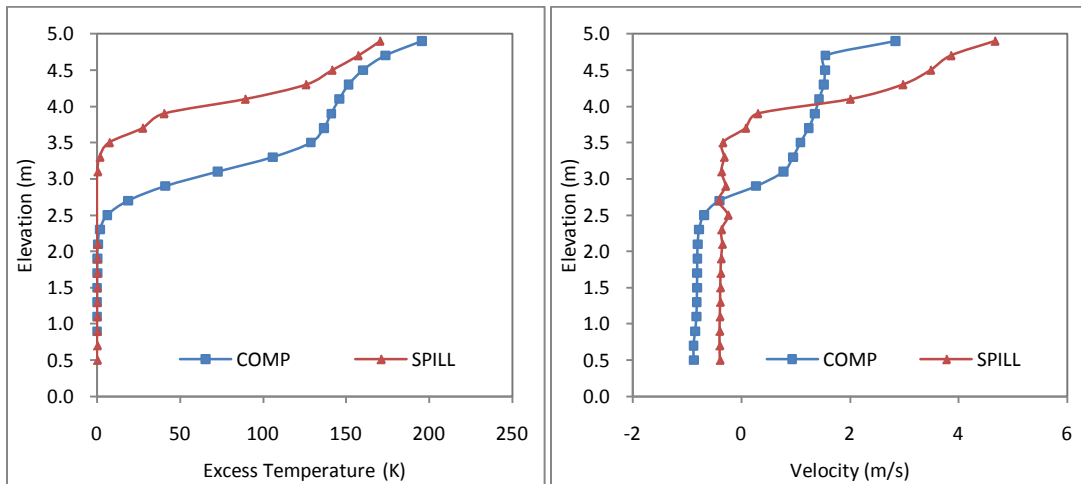 5.0
4.5
4.0
3.5
3.0
2.5
2.0
1.5
1.0
0.5
0.0
Elevation (m)
COMP SPILL
0 50 100 150 200 250
Excess Temperature (K)
5.0
4.5
4.0
3.5
3.0
2.5
2.0
1.5
1.0
0.5
0.0
Elevation (m)
COMP SPILL
-2 0 2 4 6
Velocity (m/s)